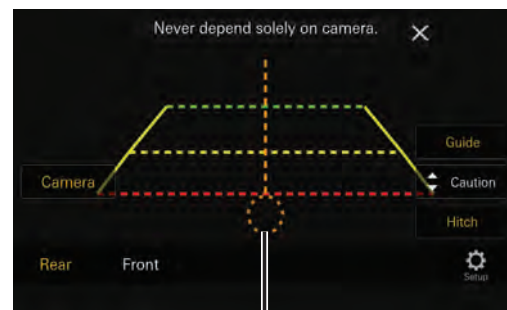 Never depend solely on camera.
Guide
Camera
Caution
Hitch
Rear Front
Setup